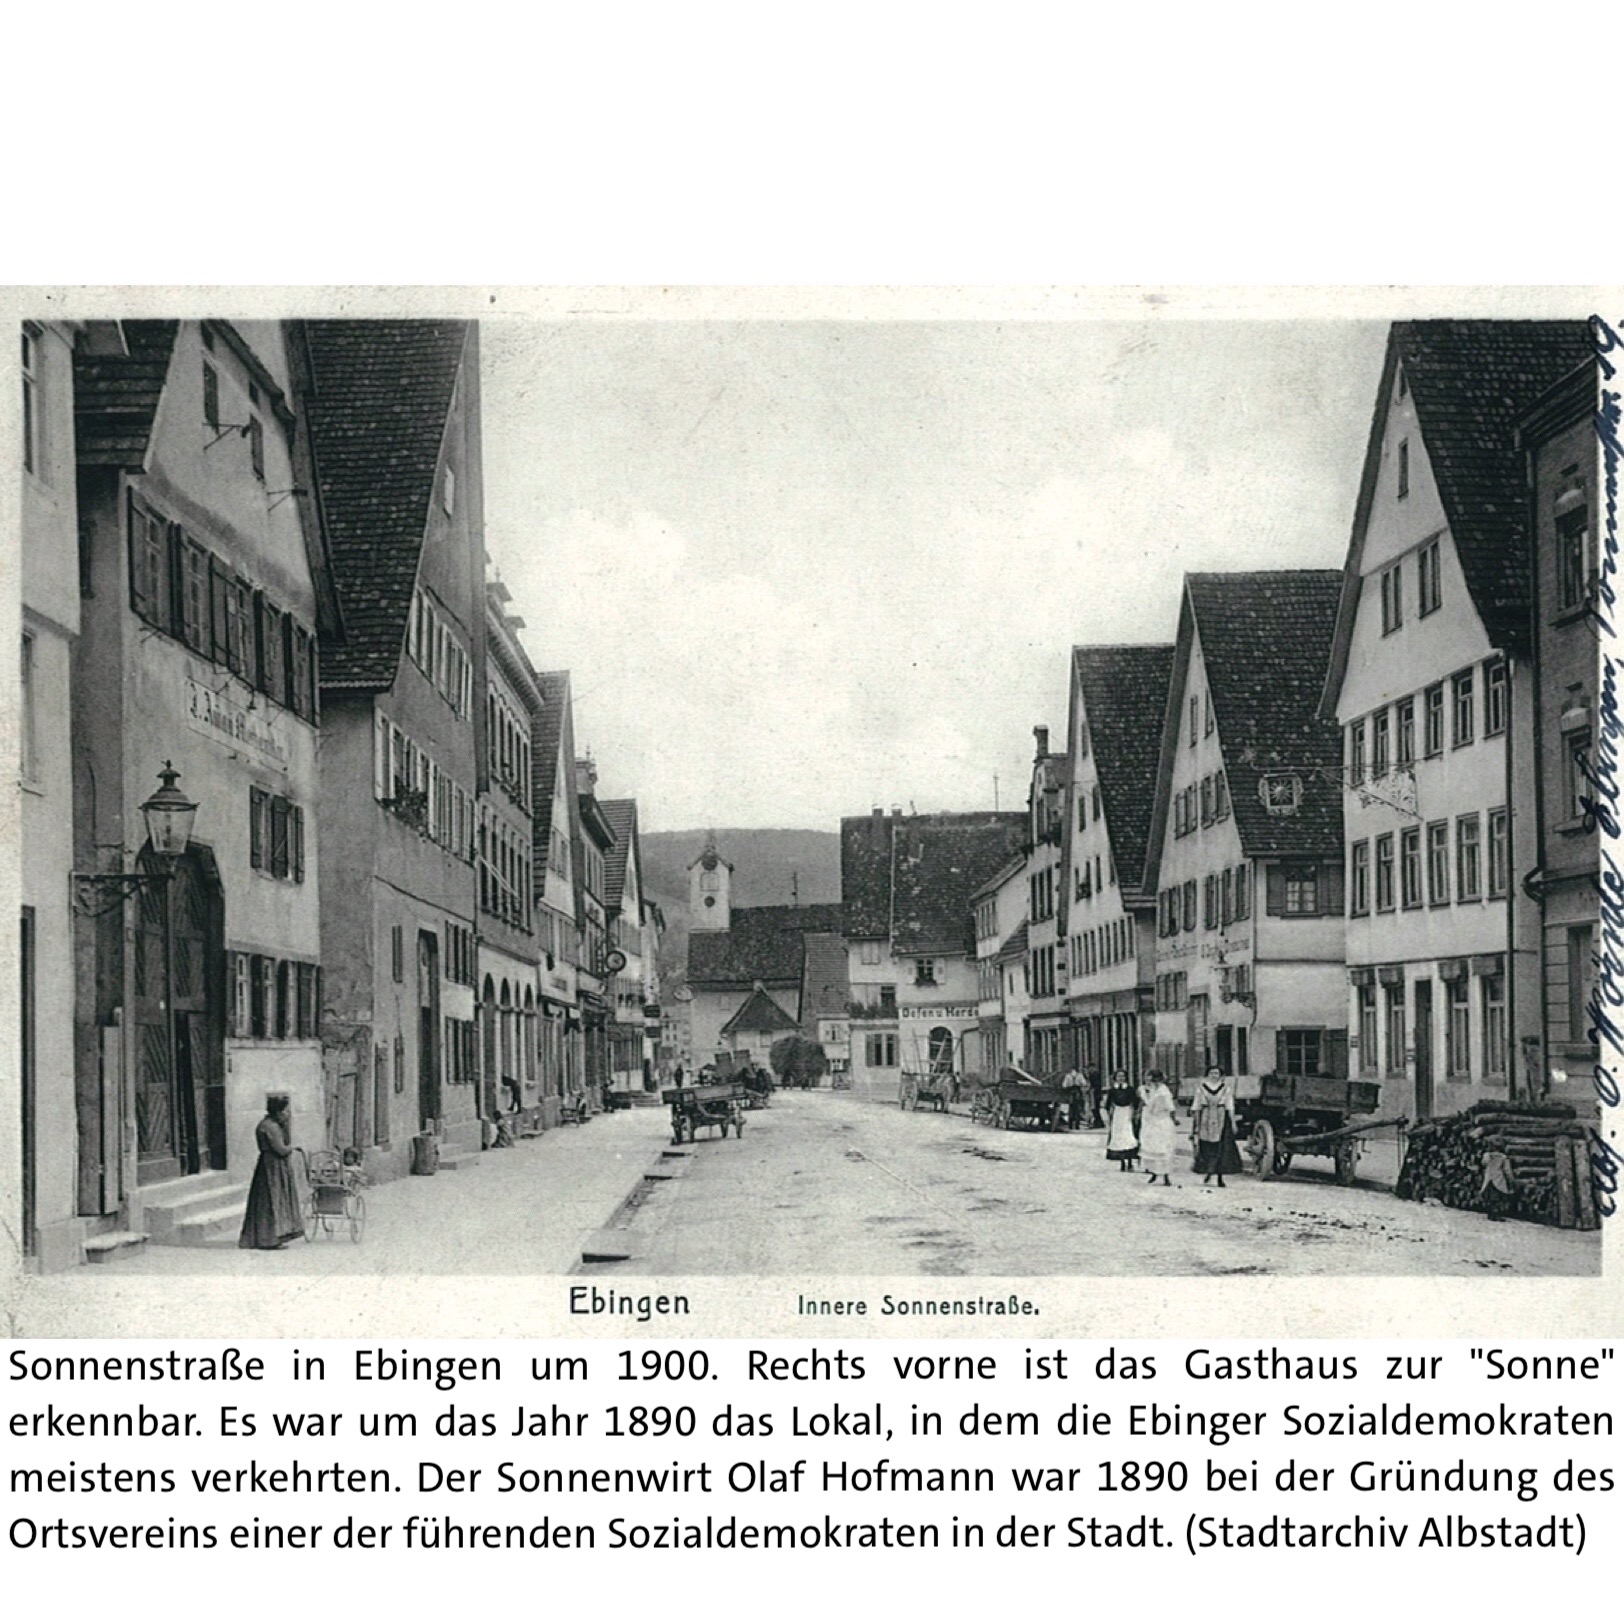 Oefen u. Herde
Ebingen Innere Sonnenstraße.
Sonnenstraße in Ebingen um 1900. Rechts vorne ist das Gasthaus zur "Sonne"
erkennbar. Es war um das Jahr 1890 das Lokal, in dem die Ebinger Sozialdemokraten
meistens verkehrten. Der Sonnenwirt Olaf Hofmann war 1890 bei der Gründung des
Ortsvereins einer der führenden Sozialdemokraten in der Stadt. (Stadtarchiv Albstadt)